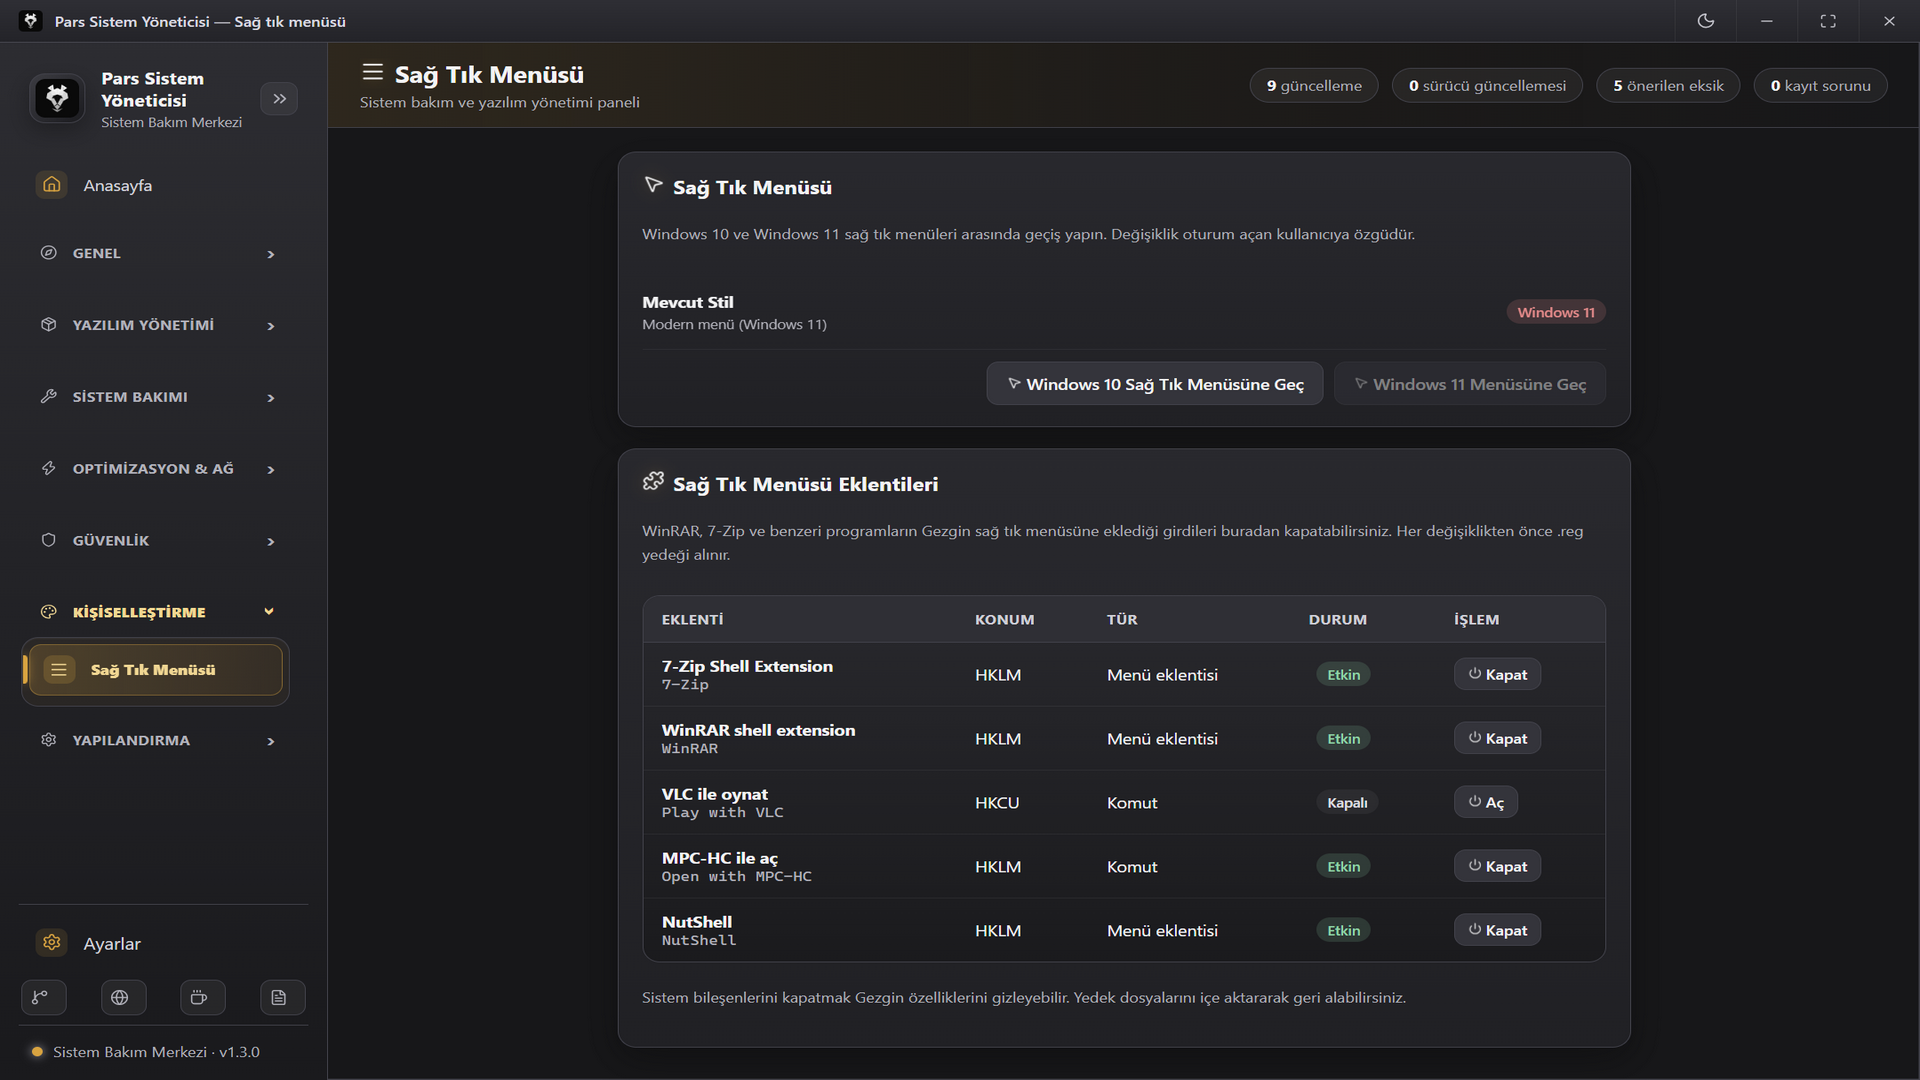 Pars Sistem Yöneticisi — Sağ tık menüsü
Pars Sistem
Yöneticisi
Sistem Bakım Merkezi
Anasayfa
GENEL
YAZILIM YÖNETİMİ
SİSTEM BAKIMI
OPTİMİZASYON & AĞ
GÜVENLİK
KİŞİSELLEŞTİRME
Sağ Tık Menüsü
YAPILANDIRMA
Ayarlar
Sistem Bakım Merkezi · v1.3.0
Sağ Tık Menüsü
Sistem bakım ve yazılım yönetimi paneli
9 güncelleme
0 sürücü güncellemesi
5 önerilen eksik
0 kayıt sorunu
Sağ Tık Menüsü
Windows 10 ve Windows 11 sağ tık menüleri arasında geçiş yapın. Değişiklik oturum açan kullanıcıya özgüdür.
Mevcut Stil
Modern menü (Windows 11)
Windows 11
Windows 10 Sağ Tık Menüsüne Geç
Windows 11 Menüsüne Geç
Sağ Tık Menüsü Eklentileri
WinRAR, 7-Zip ve benzeri programların Gezgin sağ tık menüsüne eklediği girdileri buradan kapatabilirsiniz. Her değişiklikten önce .reg
yedeği alınır.
EKLENTİ KONUM TÜR DURUM İŞLEM
7-Zip Shell Extension
7-Zip
HKLM Menü eklentisi Etkin Kapat
WinRAR shell extension
WinRAR
HKLM Menü eklentisi Etkin Kapat
VLC ile oynat
Play with VLC
HKCU Komut Kapalı Aç
MPC-HC ile aç
Open with MPC-HC
HKLM Komut Etkin Kapat
NutShell
NutShell
HKLM Menü eklentisi Etkin Kapat
Sistem bileşenlerini kapatmak Gezgin özelliklerini gizleyebilir. Yedek dosyalarını içe aktararak geri alabilirsiniz.